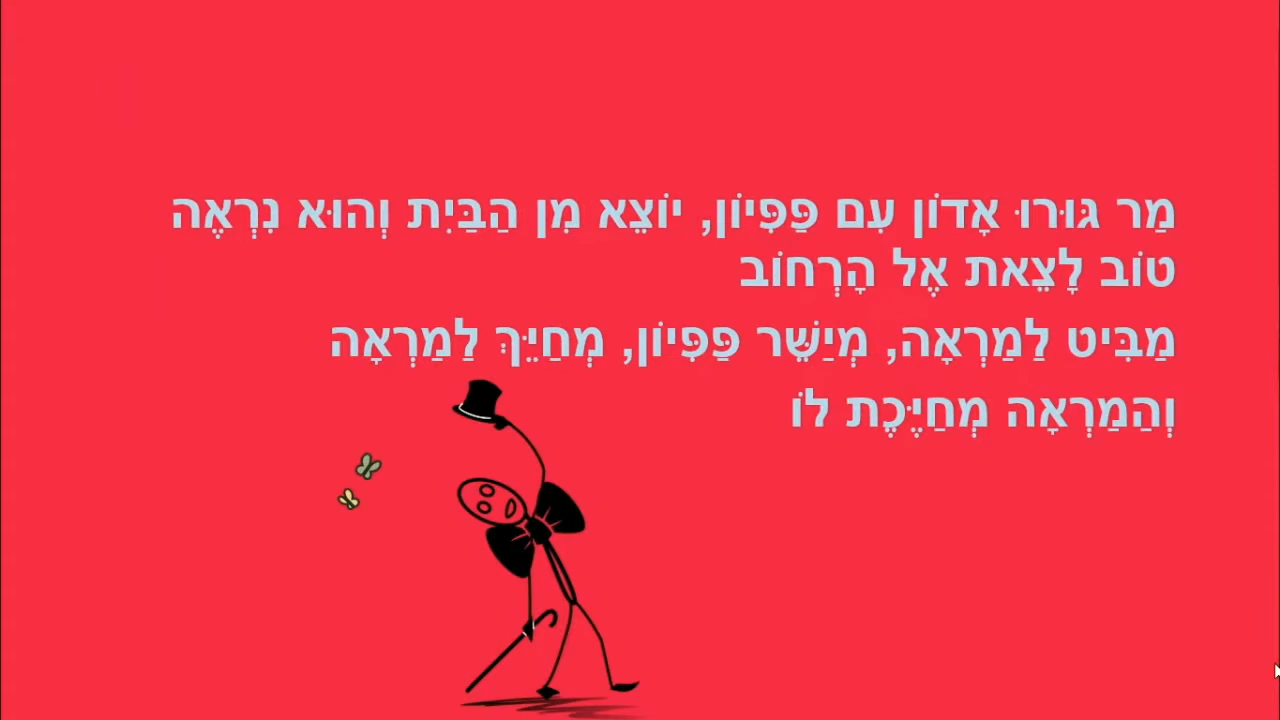 מַר גּוּרוּ אָדוֹן עִם פַּפִּיוֹן, יוֹצֵא מִן הַבַּיִת וְהוּא נִרְאֶה
טוֹב לָצֵאת אֶל הָרְחוֹב
מַבִּיט לַמַרְאָה, מְיַשֵּׁר פַּפִּיוֹן, מְחַיֵּךְ לַמַרְאָה
וְהַמַרְאָה מְחַיֶּכֶת לוֹ